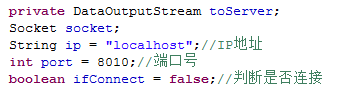 private DataOutputStream toServer;
Socket socket;
String ip = "localhost";//IP地址
int port = 8010;//端口号
boolean ifConnect = false;//判断是否连接